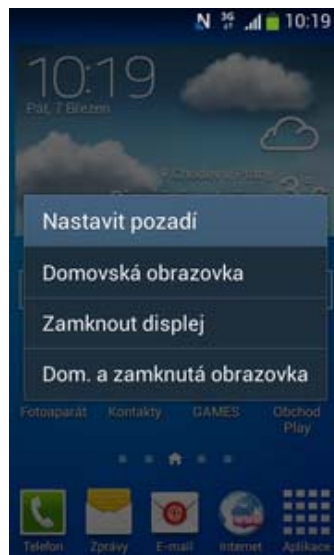 3G 10:19
10:19
Pát, 7 Březen
Nastavit pozadí
Domovská obrazovka
Zamknout displej
Dom. a zamknutá obrazovka
Fotoaparát Kontakty GAMES Obchod
Play
Telefon Zprávy E-mail Internet Aplikace